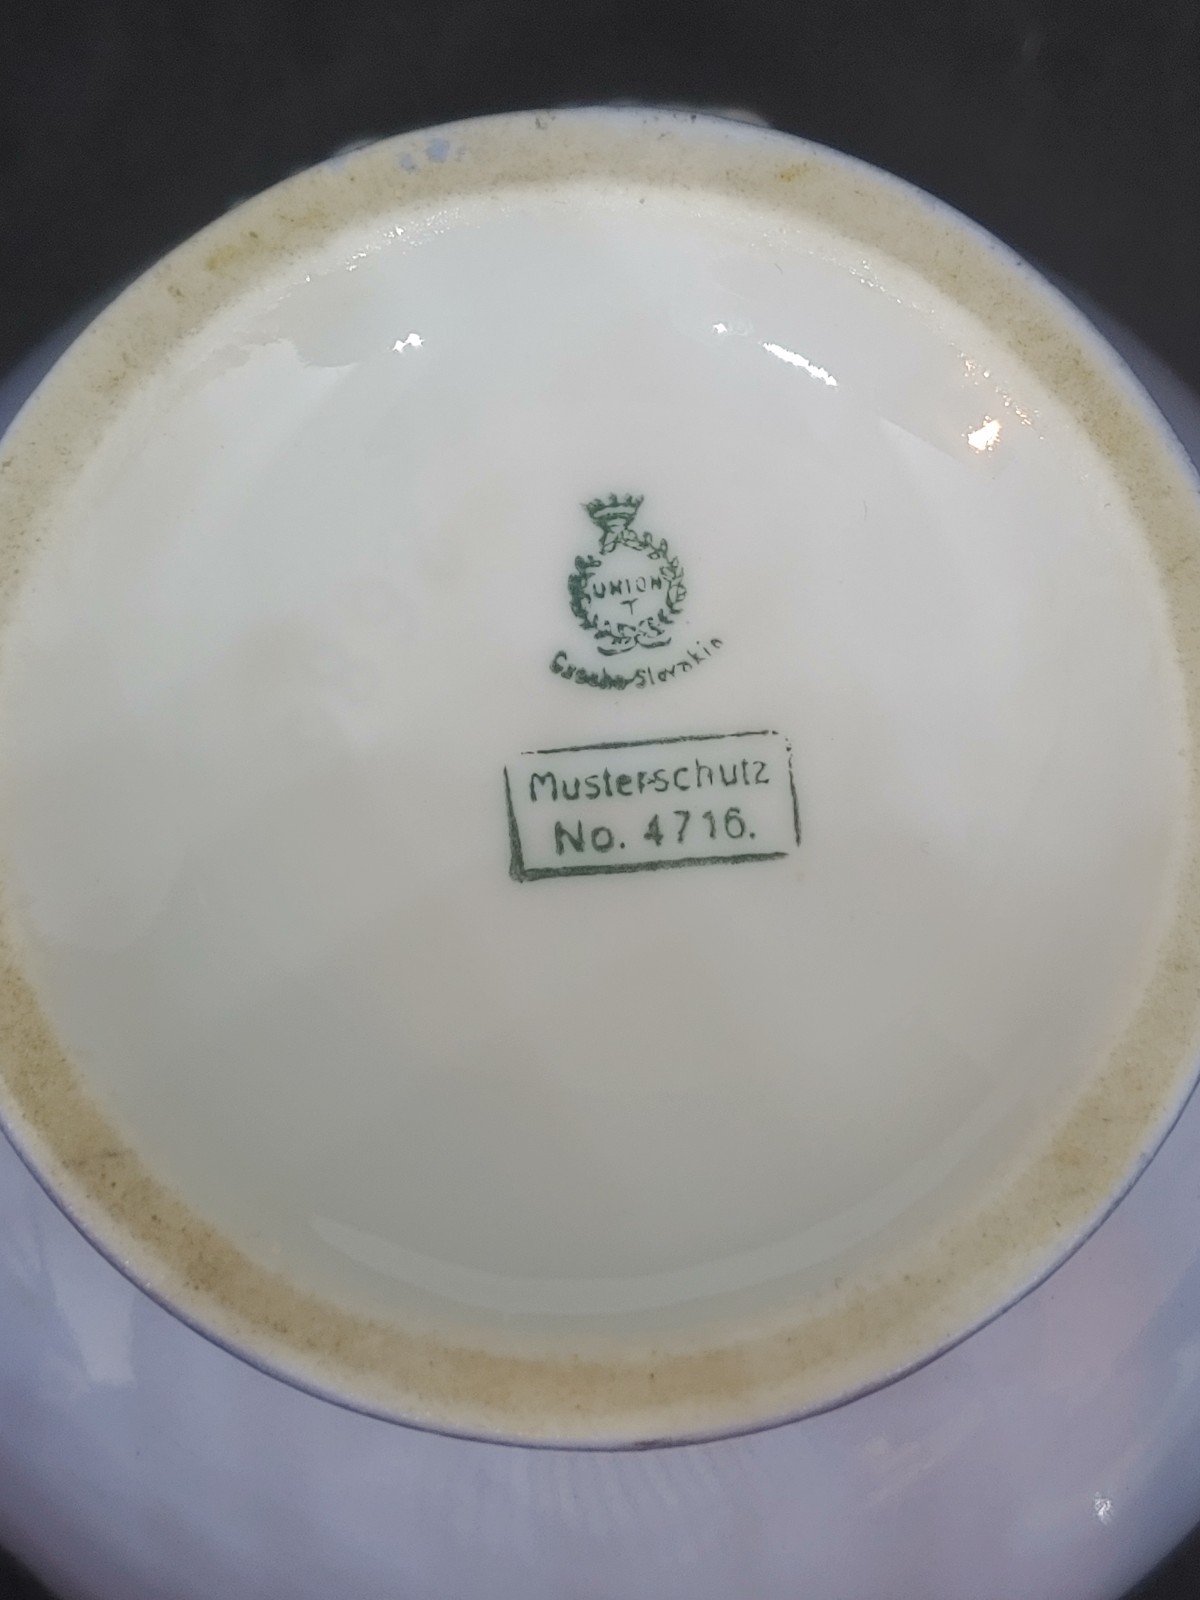 UNION
T
Czecho-Slovakia
Musterschutz
No. 4716.